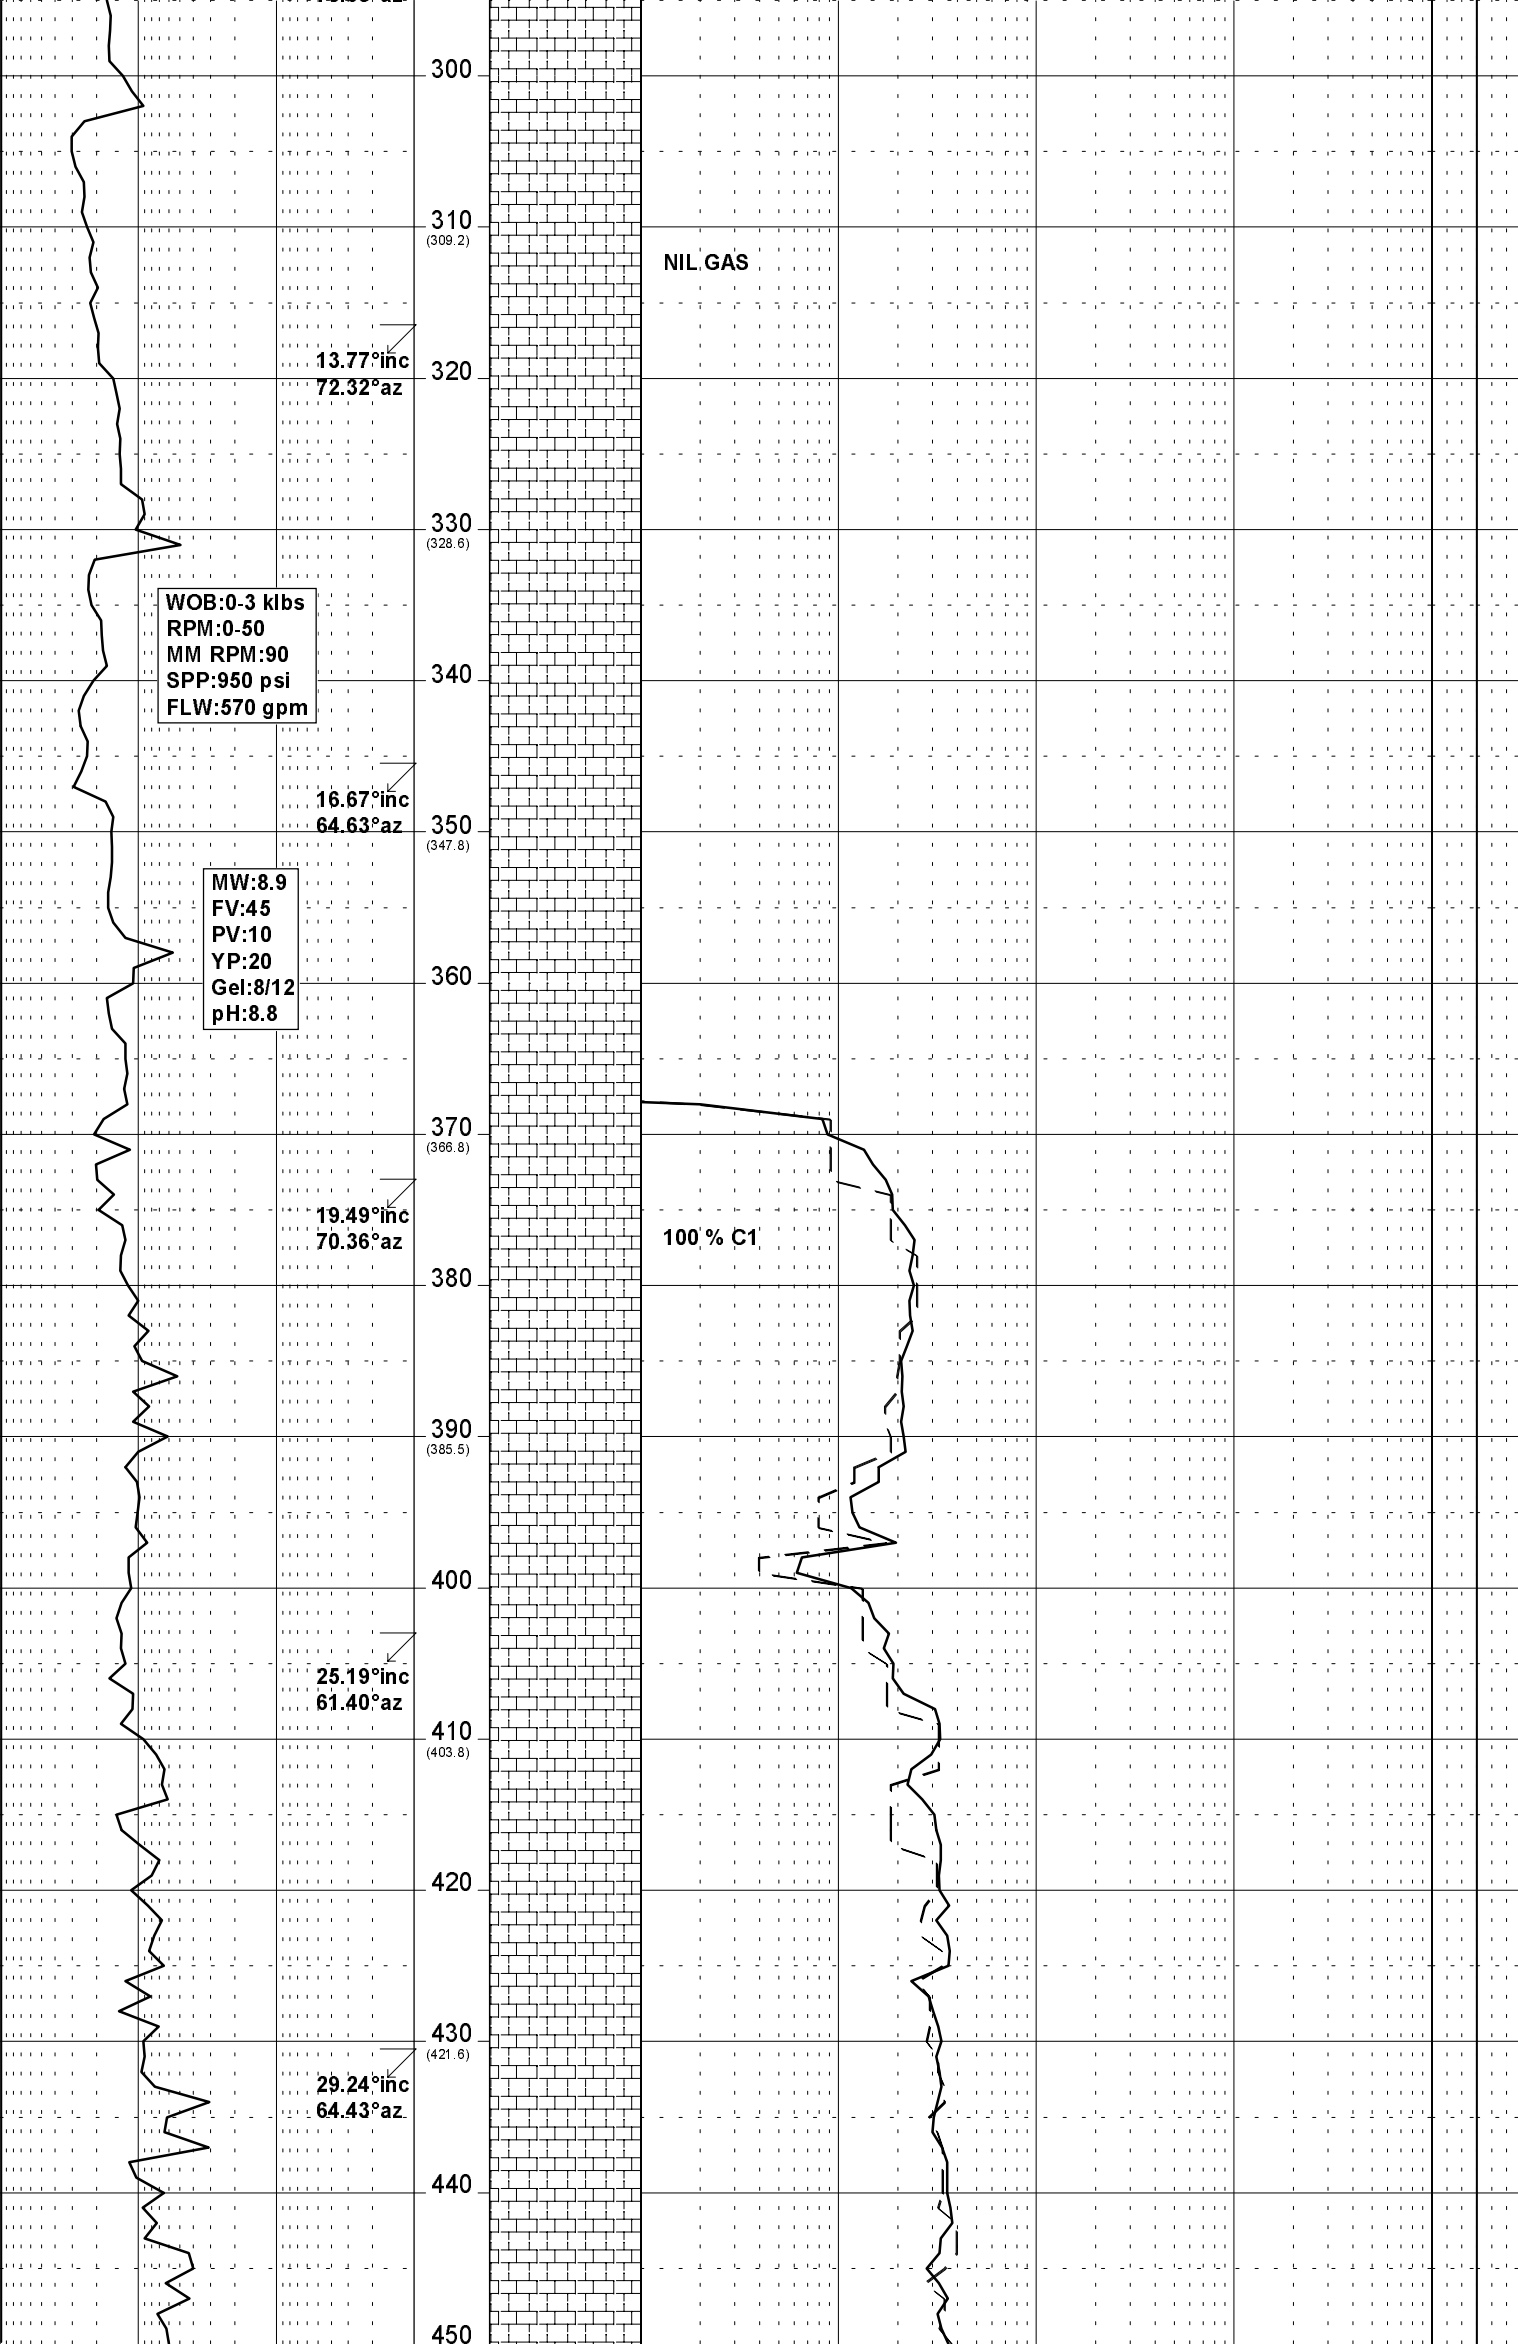 300
310
(309.2)
NIL GAS
13.77°inc
72.32°az
320
330
(328.6)
WOB:0-3 klbs
RPM:0-50
MM RPM:90
SPP:950 psi
FLW:570 gpm
340
16.67°inc
64.63°az
350
(347.8)
MW:8.9
FV:45
PV:10
YP:20
Gel:8/12
pH:8.8
360
370
(366.8)
19.49°inc
70.36°az
100 % C1
380
390
(385.5)
400
25.19°inc
61.40°az
410
(403.8)
420
430
(421.6)
29.24°inc
64.43°az
440
450